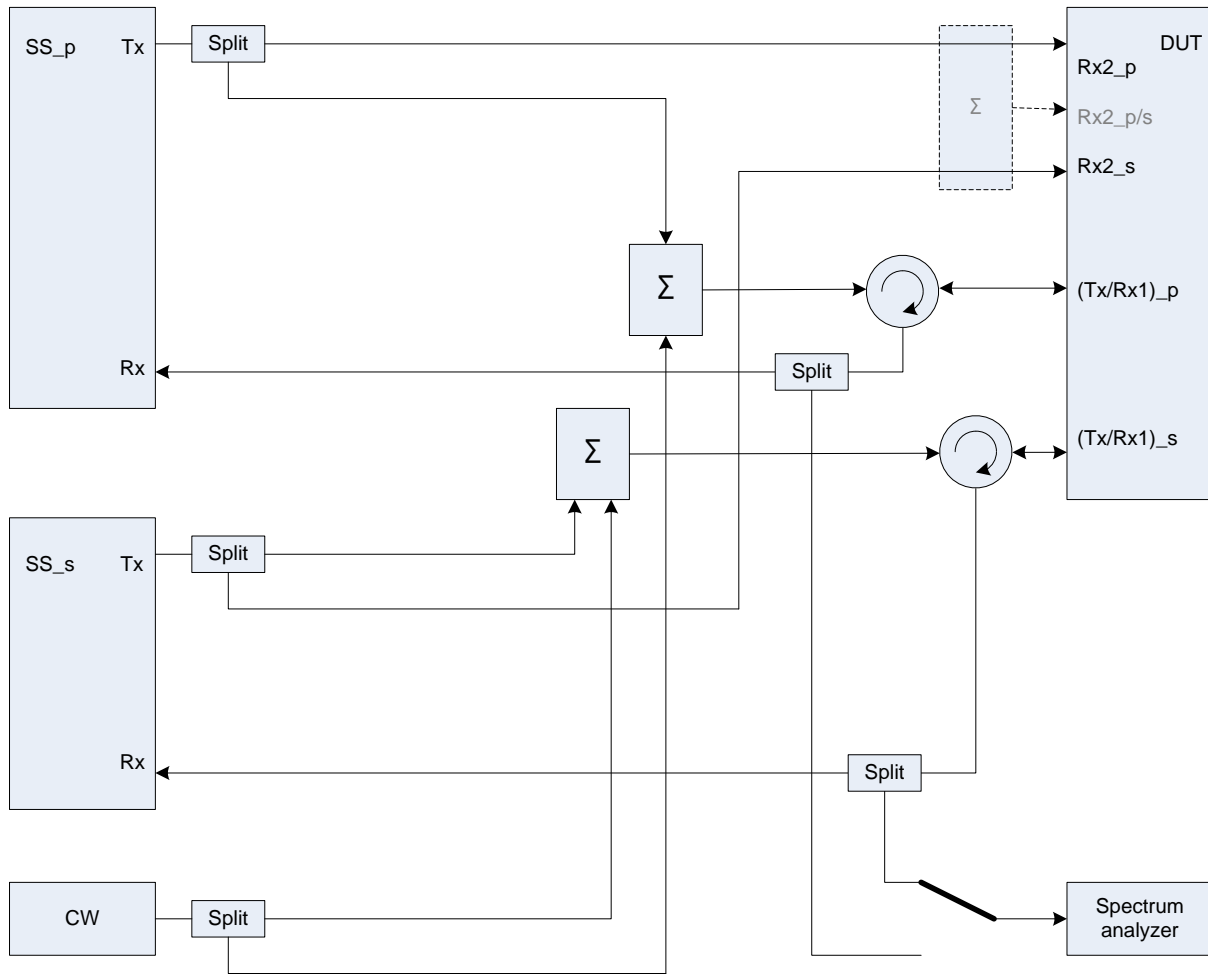 SS_p
Tx
Split
DUT
Rx2_p
Σ
Rx2_p/s
Rx2_s
Σ
(Tx/Rx1)_p
Rx
Split
Σ
(Tx/Rx1)_s
SS_s
Tx
Split
Rx
Split
CW
Split
Spectrum
analyzer